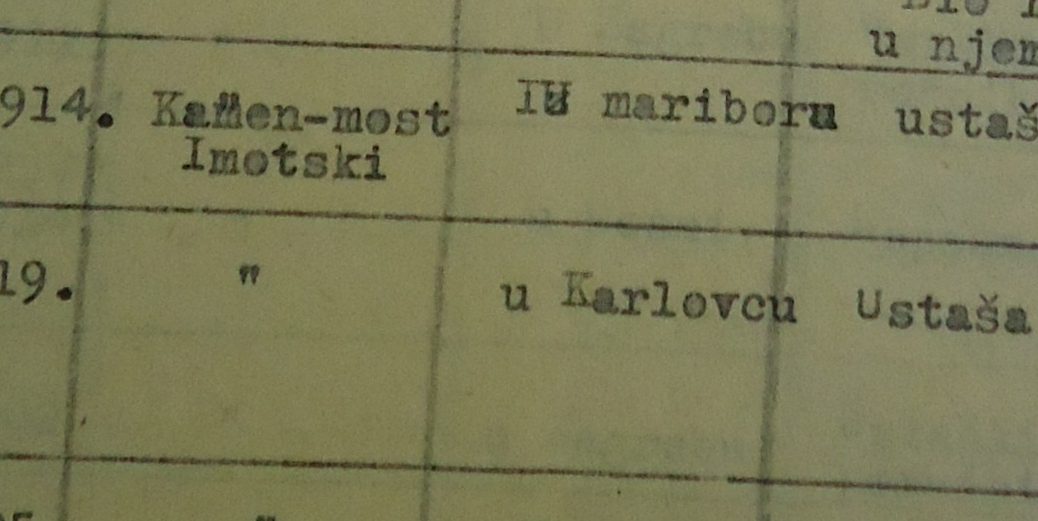 u njem
914. Kamen-most IU mariboru ustaš
Imotski
19. " u Karlovcu Ustaša